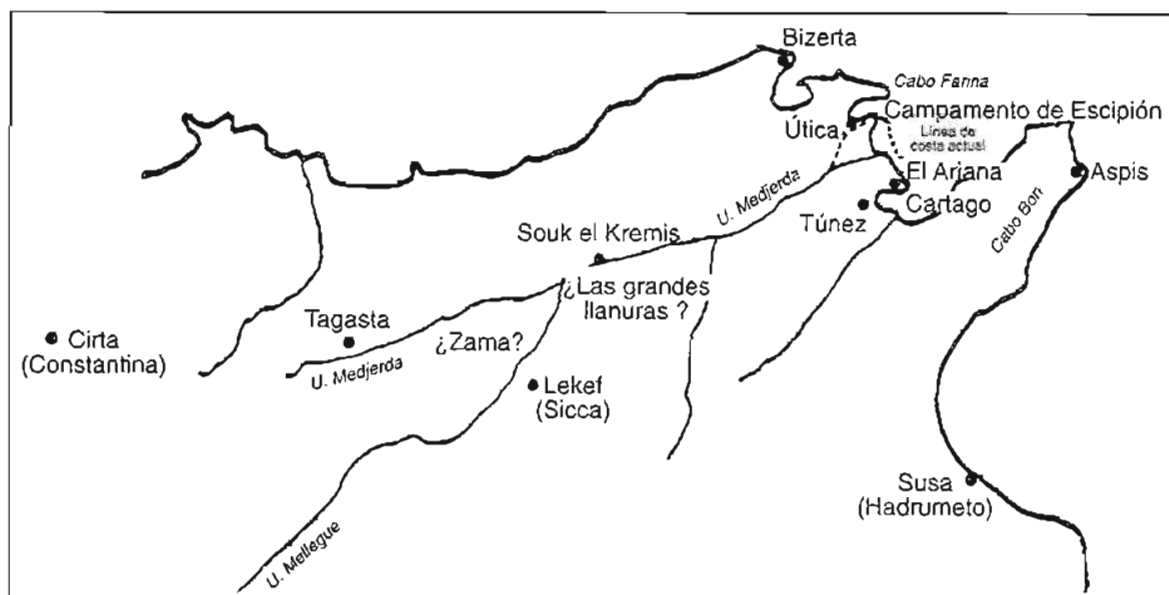 Bizerta
Cabo Farina
Campamento de Escipión
Útica
Línea de
costa actual
El Ariana
Aspis
U. Medjerda
Cartago
Túnez
Cabo Bon
Souk el Kremis
¿Las grandes
llanuras ?
Tagasta
¿Zama?
Cirta
(Constantina)
U. Medjerda
Lekef
(Sicca)
Susa
(Hadrumeto)
U. Mellegue